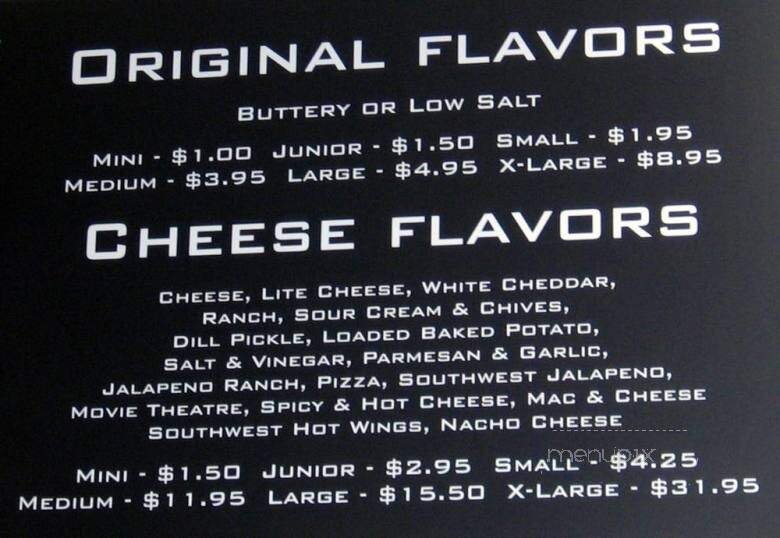 ORIGINAL FLAVORS
BUTTERY OR LOW SALT
MINI - $1.00 JUNIOR - $1.50 SMALL - $1.95
MEDIUM - $3.95 LARGE - $4.95 X-LARGE - $8.95
CHEESE FLAVORS
CHEESE, LITE CHEESE, WHITE CHEDDAR,
RANCH, SOUR CREAM & CHIVES,
DILL PICKLE, LOADED BAKED POTATO,
SALT & VINEGAR, PARMESAN & GARLIC,
JALAPENO RANCH, PIZZA, SOUTHWEST JALAPENO,
MOVIE THEATRE, SPICY & HOT CHEESE, MAC & CHEESE
SOUTHWEST HOT WINGS, NACHO CHEESE
menupix
MINI - $1.50 JUNIOR - $2.95 SMALL - $4.25
MEDIUM - $11.95 LARGE - $15.50 X-LARGE - $31.95